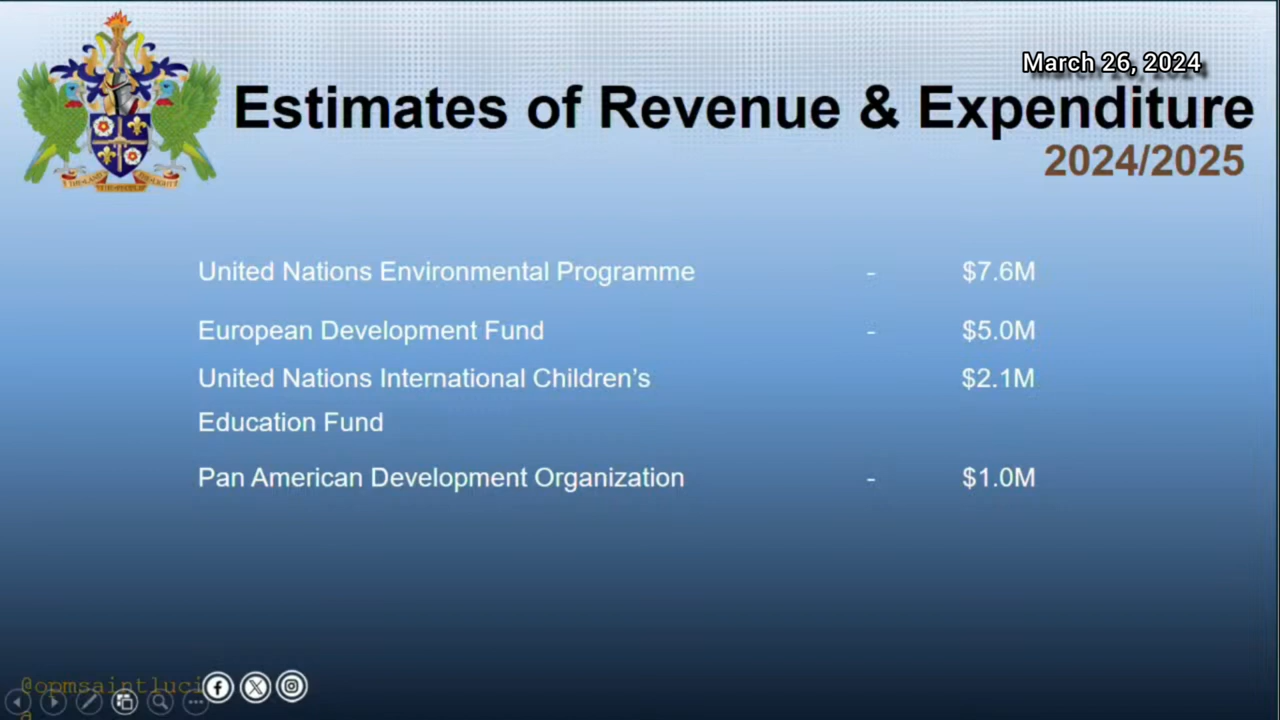 March 26, 2024
Estimates of Revenue & Expenditure
2024/2025
United Nations Environmental Programme - $7.6M
European Development Fund - $5.0M
United Nations International Children’s $2.1M
Education Fund
Pan American Development Organization - $1.0M
@opmsaintluci
a